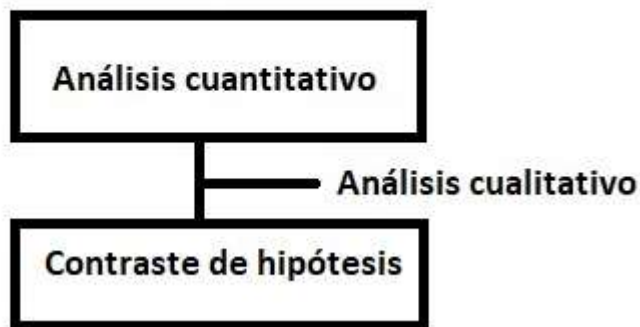 Análisis cuantitativo
Análisis cualitativo
Contraste de hipótesis